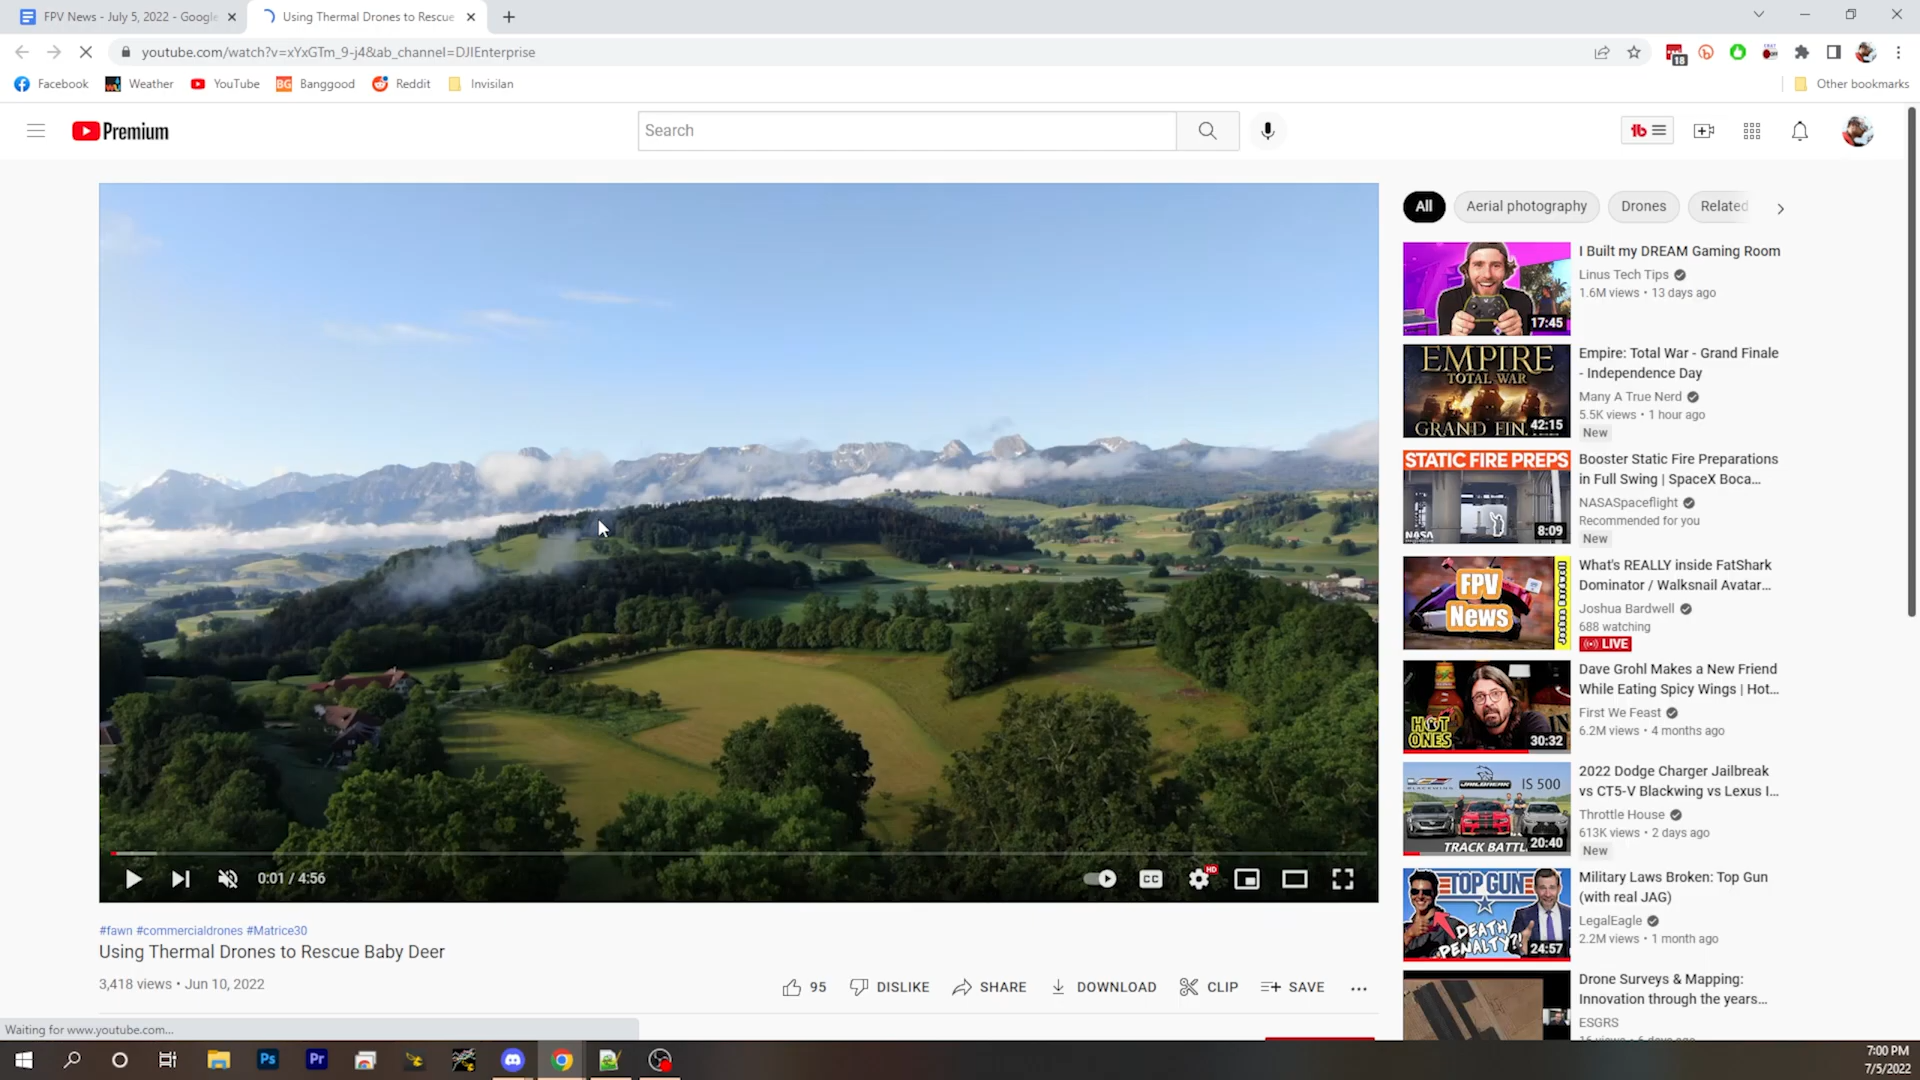 FPV News - July 5, 2022 - Google
Using Thermal Drones to Rescue
youtube.com/watch?v=xYxGTm_9-j4&ab_channel=DJIEnterprise
18
Facebook
Weather
YouTube
BG Banggood
Reddit
Invisilan
Other bookmarks
Premium
Search
All
Aerial photography
Drones
Related
I Built my DREAM Gaming Room
Linus Tech Tips
1.6M views • 13 days ago
17:45
EMPIRE
TOTAL WAR
GRAND FIN
42:15
Empire: Total War - Grand Finale
- Independence Day
Many A True Nerd
5.5K views • 1 hour ago
New
STATIC FIRE PREPS
NASA
8:09
Booster Static Fire Preparations
in Full Swing | SpaceX Boca...
NASASpaceflight
Recommended for you
New
FPV
News
Joshua Bardwell
What's REALLY inside FatShark
Dominator / Walksnail Avatar...
Joshua Bardwell
688 watching
LIVE
HOT
ONES
30:32
Dave Grohl Makes a New Friend
While Eating Spicy Wings | Hot...
First We Feast
6.2M views • 4 months ago
JAILBREAK
IS 500
TRACK BATTL
20:40
2022 Dodge Charger Jailbreak
vs CT5-V Blackwing vs Lexus I...
Throttle House
613K views • 2 days ago
New
TOP GUN
DEATH
PENALTY?!
24:57
Military Laws Broken: Top Gun
(with real JAG)
LegalEagle
2.2M views • 1 month ago
Drone Surveys & Mapping:
Innovation through the years...
ESGRS
0:01 / 4:56
CC
HD
#fawn #commercialdrones #Matrice30
Using Thermal Drones to Rescue Baby Deer
3,418 views • Jun 10, 2022
95
DISLIKE
SHARE
DOWNLOAD
CLIP
SAVE
Waiting for www.youtube.com...
Ps
Pr
7:00 PM
7/5/2022